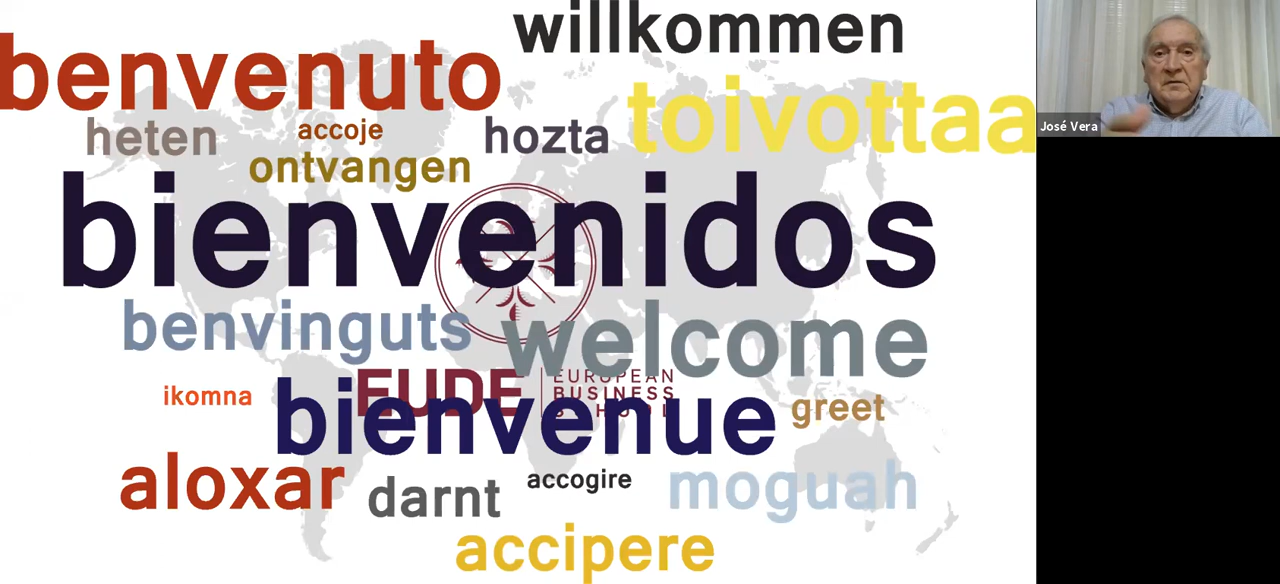 willkommen
benvenuto
toivottaa
heten
accoje
hozta
ontvangen
José Vera
bienvenidos
benvinguts
welcome
EUDE
EUROPEAN
BUSINESS
SCHOOL
ikomna
bienvenue
greet
aloxar
darnt
accogire
moguah
accipere